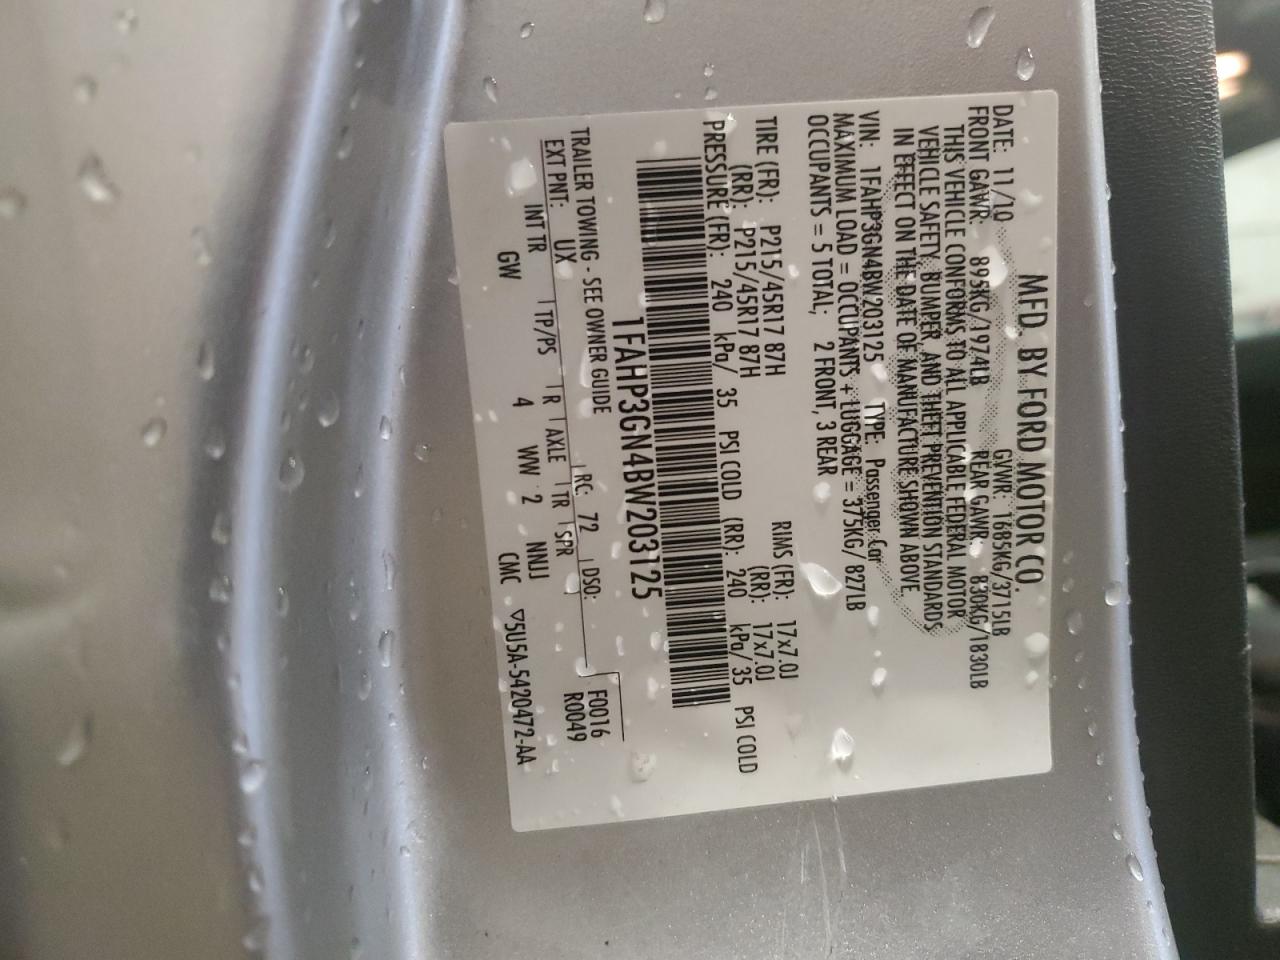 MFD. BY FORD MOTOR CO.
DATE: 11/10 GVWR: 1685KG/3715LB
FRONT GAWR: 895KG/1974LB REAR GAWR: 830KG/1830LB
THIS VEHICLE CONFORMS TO ALL APPLICABLE FEDERAL MOTOR
VEHICLE SAFETY, BUMPER, AND THEFT PREVENTION STANDARDS
IN EFFECT ON THE DATE OF MANUFACTURE SHOWN ABOVE.
VIN: 1FAHP3GN4BW203125 TYPE: Passenger Car
MAXIMUM LOAD = OCCUPANTS + LUGGAGE = 375KG/ 827LB
OCCUPANTS = 5 TOTAL; 2 FRONT, 3 REAR
TIRE (FR): P215/45R17 87H RIMS (FR): 17x7.0J
(RR): P215/45R17 87H (RR): 17x7.0J
PRESSURE (FR): 240 kPa/ 35 PSI COLD (RR): 240 kPa/ 35 PSI COLD
1FAHP3GN4BW203125
TRAILER TOWING - SEE OWNER GUIDE
F0016
EXT PNT: UX RC: 72 DSO: R0049
INT TR TP/PS R AXLE TR SPR
GW 4 WW 2 NNJJ
CMC ▽5U5A-5420472-AA